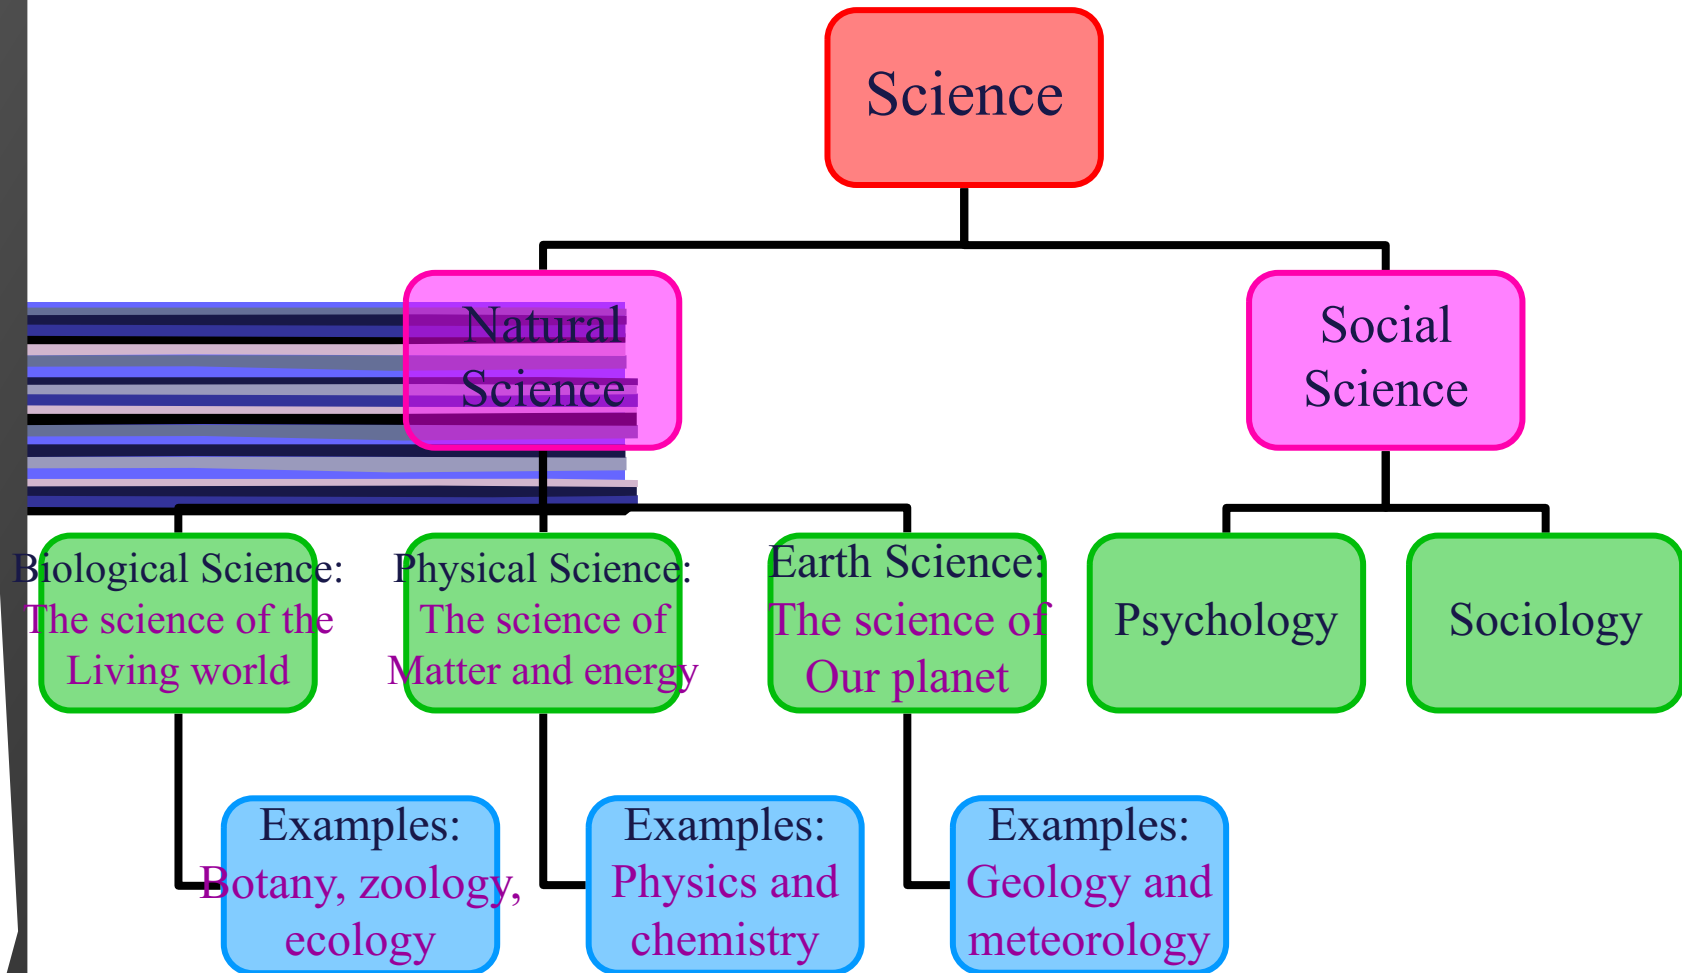 Science
Natural
Science
Social
Science
Biological Science:
The science of the
Living world
Physical Science:
The science of
Matter and energy
Earth Science:
The science of
Our planet
Psychology
Sociology
Examples:
Botany, zoology,
ecology
Examples:
Physics and
chemistry
Examples:
Geology and
meteorology